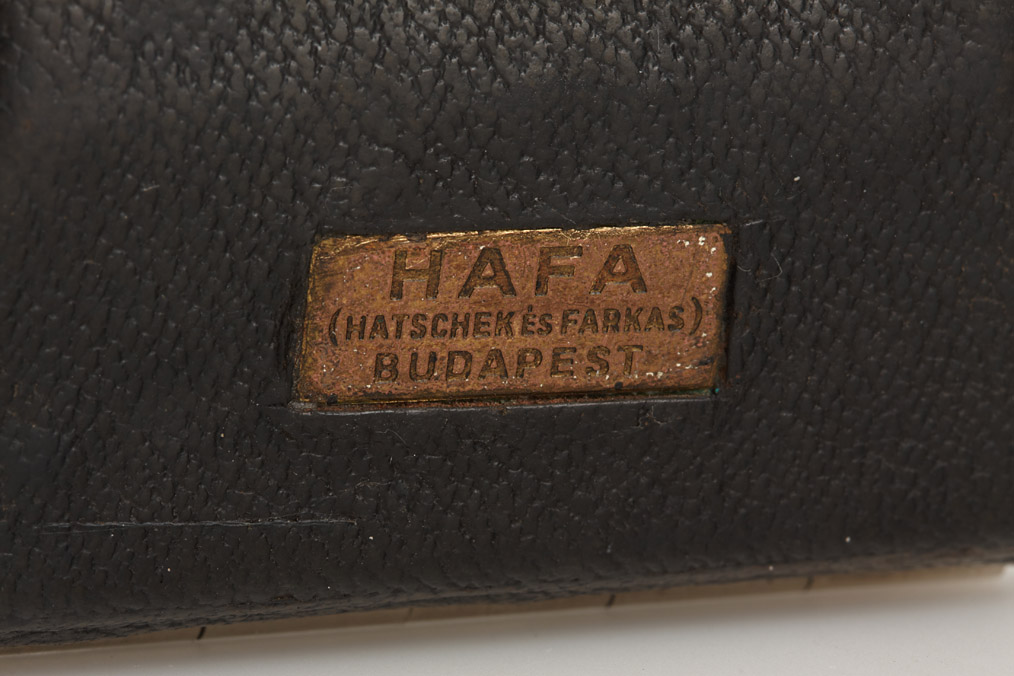 HAFA
(HATSCHEK ÉS FARKAS)
BUDAPEST.